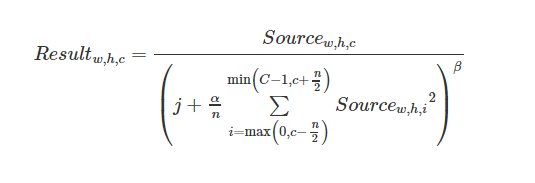 Result_{w,h,c} = \frac{Source_{w,h,c}}{\left(j + \frac{\alpha}{n} \sum_{i=\max\left(0,c-\frac{n}{2}\right)}^{\min\left(C-1,c+\frac{n}{2}\right)} Source_{w,h,i}{}^2\right)^\beta}